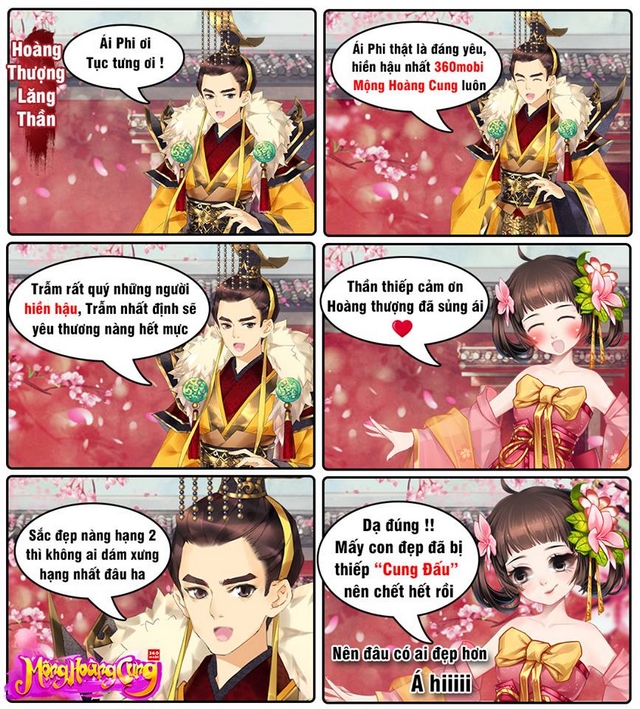 Hoàng
Thượng
Lăng
Thần
Ái Phi ơi
Tục tưng ơi !
Ái Phi thật là đáng yêu,
hiền hậu nhất 360mobi
Mộng Hoàng Cung luôn
Trẫm rất quý những người
hiền hậu, Trẫm nhất định sẽ
yêu thương nàng hết mực
Thần thiếp cảm ơn
Hoàng thượng đã sủng ái
Sắc đẹp nàng hạng 2
thì không ai dám xưng
hạng nhất đâu ha
360
mobi
Mộng Hoàng Cung
Dạ đúng !!
Mấy con đẹp đã bị
thiếp “Cung Đấu”
nên chết hết rồi
Nên đâu có ai đẹp hơn
Á hiiiii